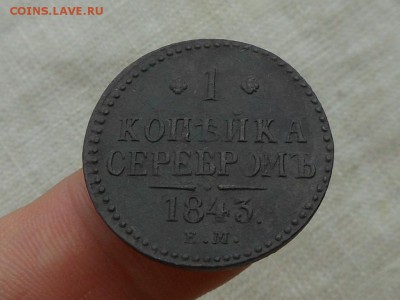 COINS.LAVE.RU
1
КОПѢЙКА
СЕРЕБРОМЪ
1843.
Е.М.